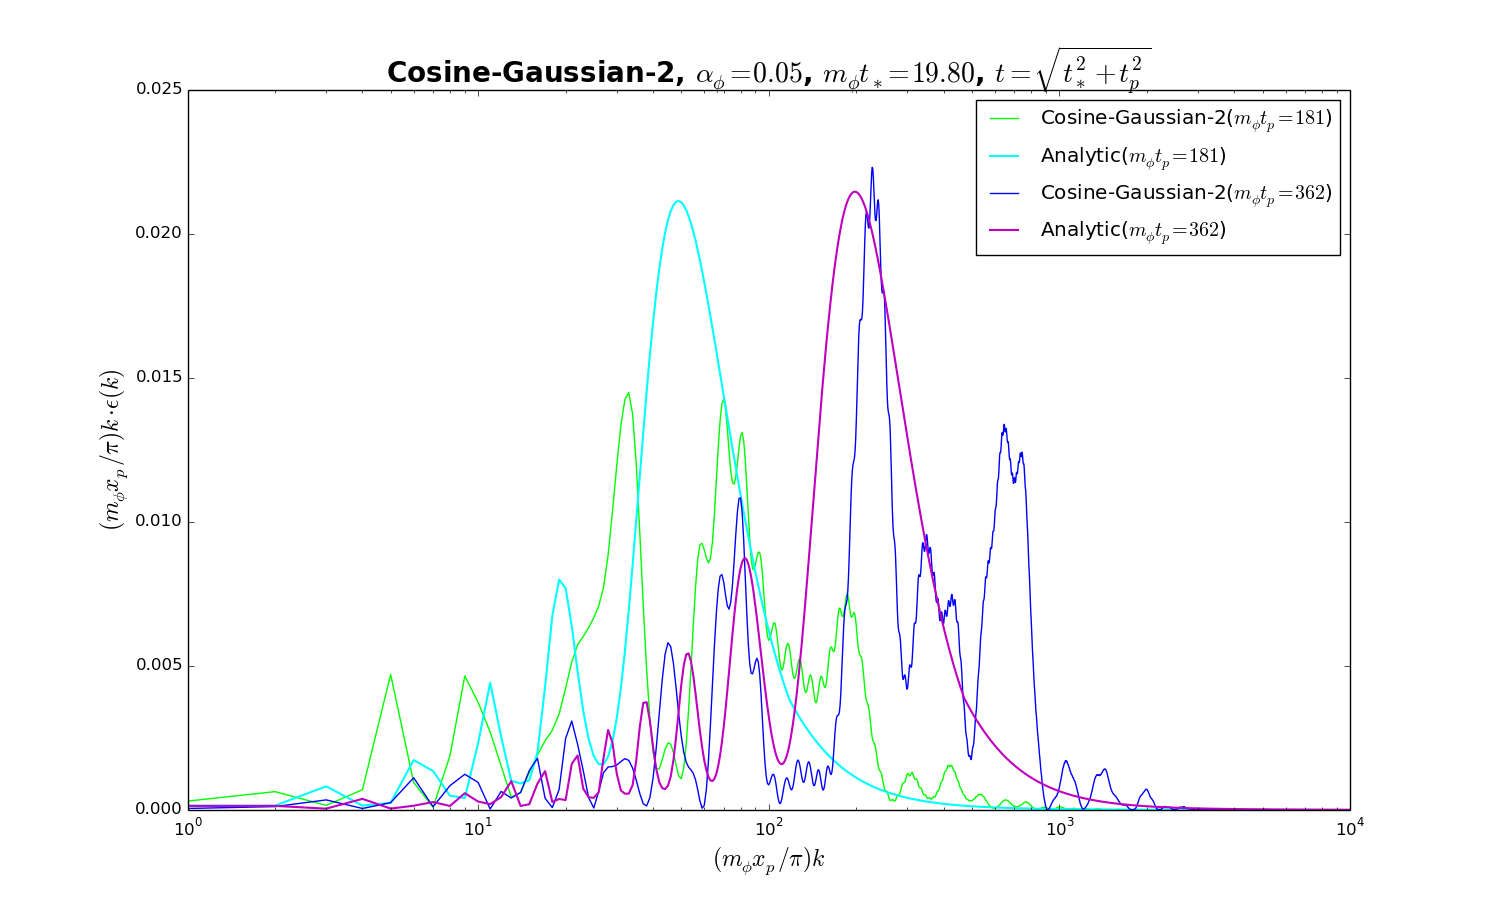 Cosine-Gaussian-2, α_ϕ=0.05, m_ϕt_*=19.80, t=√(t_*^2+t_p^2)
0.025
0.020
0.015
0.010
0.005
0.000
(m_ϕx_p/π)k·ϵ(k)
Cosine-Gaussian-2(m_ϕt_p=181)
Analytic(m_ϕt_p=181)
Cosine-Gaussian-2(m_ϕt_p=362)
Analytic(m_ϕt_p=362)
10^0 10^1 10^2 10^3 10^4
(m_ϕx_p/π)k